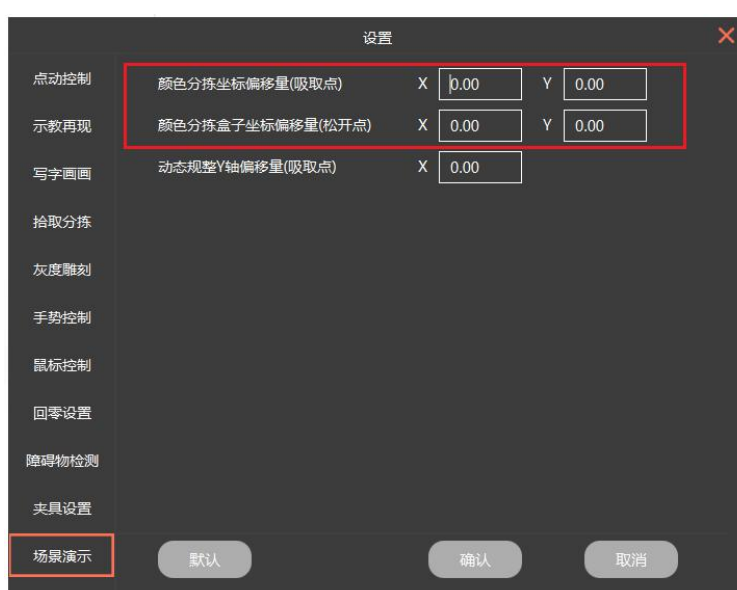 设置
点动控制
示教再现
写字画画
拾取分拣
灰度雕刻
手势控制
鼠标控制
回零设置
障碍物检测
夹具设置
场景演示
颜色分拣坐标偏移量(吸取点) X 0.00 Y 0.00
颜色分拣盒子坐标偏移量(松开点) X 0.00 Y 0.00
动态规整Y轴偏移量(吸取点) X 0.00
默认 确认 取消